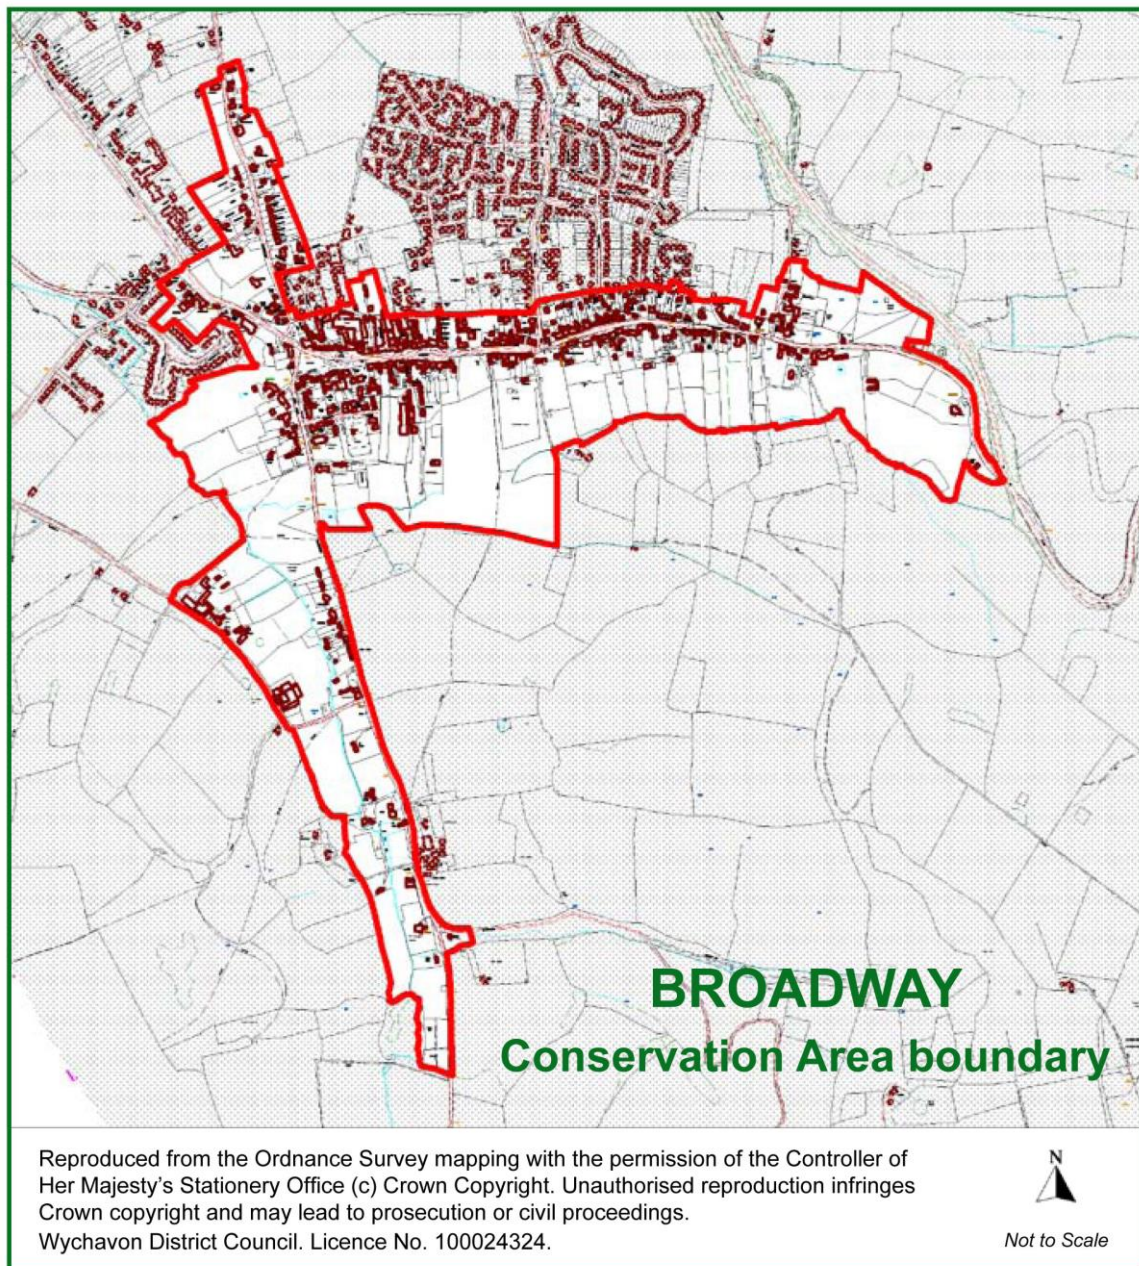 BROADWAY
Conservation Area boundary
Reproduced from the Ordnance Survey mapping with the permission of the Controller of
Her Majesty's Stationery Office (c) Crown Copyright. Unauthorised reproduction infringes
Crown copyright and may lead to prosecution or civil proceedings.
Wychavon District Council. Licence No. 100024324.
N
Not to Scale